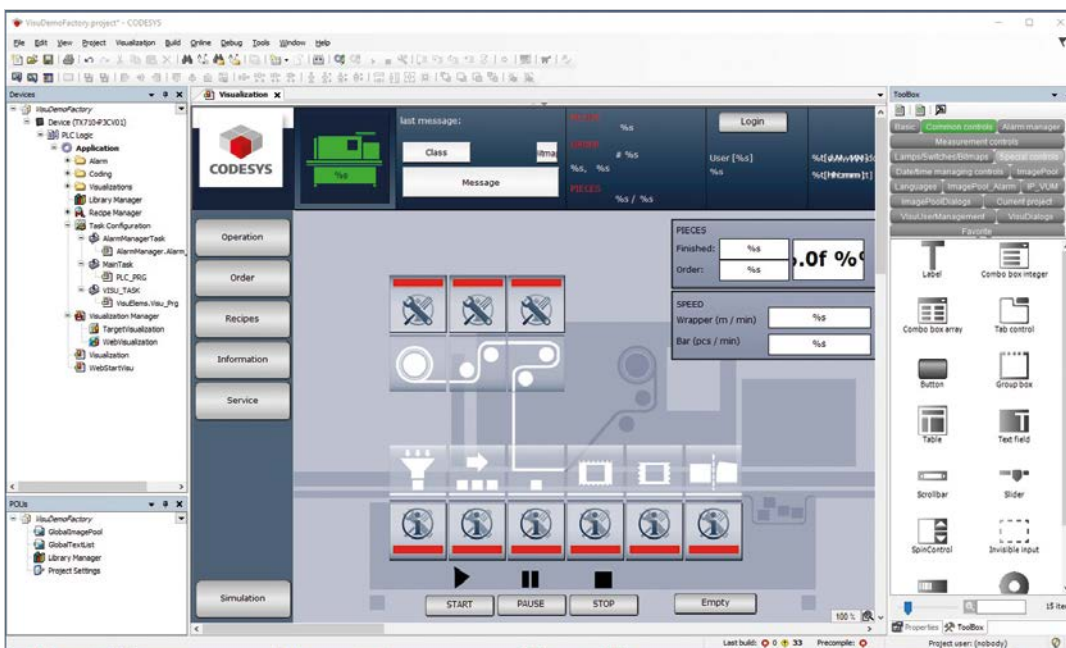 VisuDemoFactory.project* - CODESYS
File Edit View Project Visualization Build Online Debug Tools Window Help
Devices
VisuDemoFactory
Device (TX710-P3CV01)
PLC Logic
Application
Alarm
Coding
Visualizations
Library Manager
Recipe Manager
Task Configuration
AlarmManagerTask
AlarmManager.Alarm_
MainTask
PLC_PRG
VISU_TASK
VisuElems.Visu_Prg
Visualization Manager
TargetVisualization
WebVisualization
Visualization
WebStartVisu
POUs
VisuDemoFactory
GlobalImagePool
GlobalTextList
Library Manager
Project Settings
Visualization
CODESYS
%s
last message:
Class
Message
%s
# %s
%s, %s
PIECES
%s / %s
Login
User [%s]
%s
Operation
Order
Recipes
Information
Service
Simulation
PIECES
Finished: %s
Order: %s
.0f %
SPEED
Wrapper (m / min) %s
Bar (pcs / min) %s
START PAUSE STOP Empty
100 %
ToolBox
Basic Common controls Alarm manager
Measurement controls
Lamps/Switches/Bitmaps Special controls
Date/time managing controls ImagePool
Languages ImagePool_Alarm IP_VUM
ImagePoolDialogs Current project
VisuUserManagement VisuDialogs
Favorite
Label Combo box integer
Combo box array Tab control
Button Group box
Table Text field
Scrollbar Slider
SpinControl Invisible input
15 ite
Properties ToolBox
Last build: 0 33 Precompile: Project user: (nobody)